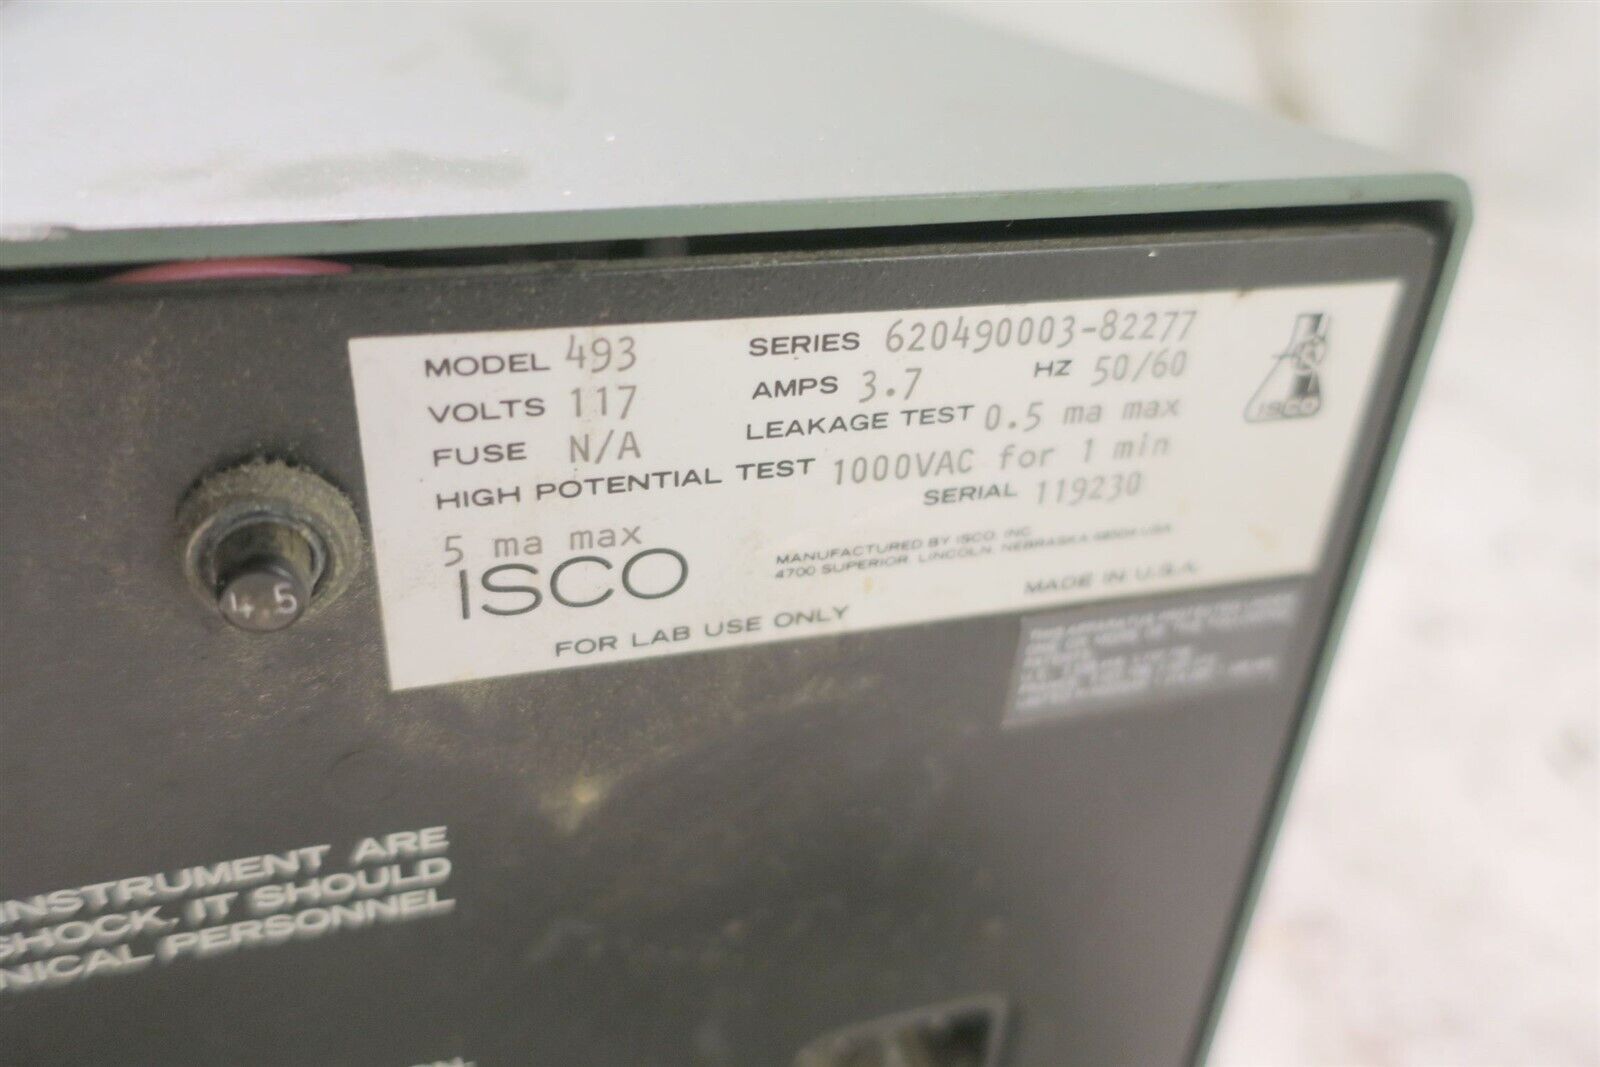 MODEL 493 SERIES 620490003-82277
VOLTS 117 AMPS 3.7 HZ 50/60
FUSE N/A LEAKAGE TEST 0.5 ma max
HIGH POTENTIAL TEST 1000VAC for 1 min
5 ma max SERIAL 119230
ISCO
MANUFACTURED BY ISCO, INC.
4700 SUPERIOR, LINCOLN, NEBRASKA USA
FOR LAB USE ONLY
MADE IN U.S.A.
ISCO
4.5
INSTRUMENT ARE
SHOCK. IT SHOULD
NICAL PERSONNEL